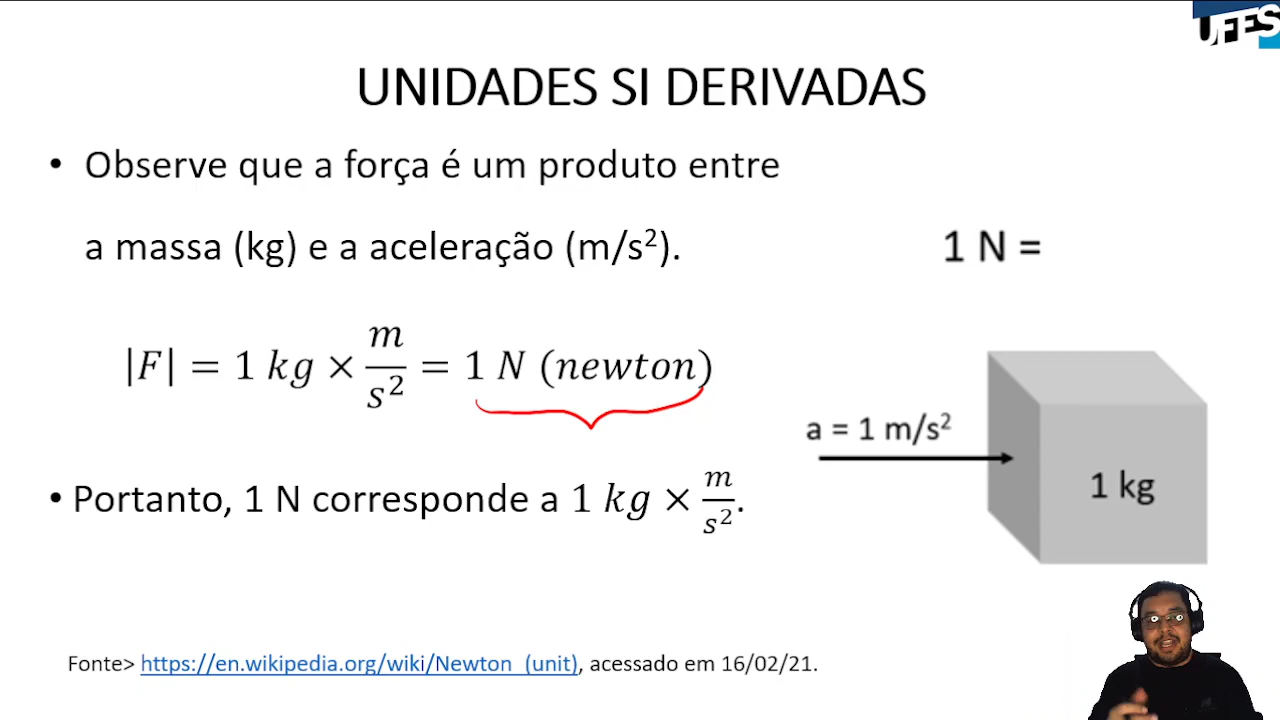 UFES
UNIDADES SI DERIVADAS
• Observe que a força é um produto entre
a massa (kg) e a aceleração (m/s²).
1 N =
|F| = 1 kg × m/s² = 1 N (newton)
a = 1 m/s²
1 kg
• Portanto, 1 N corresponde a 1 kg × m/s².
Fonte> https://en.wikipedia.org/wiki/Newton_(unit), acessado em 16/02/21.